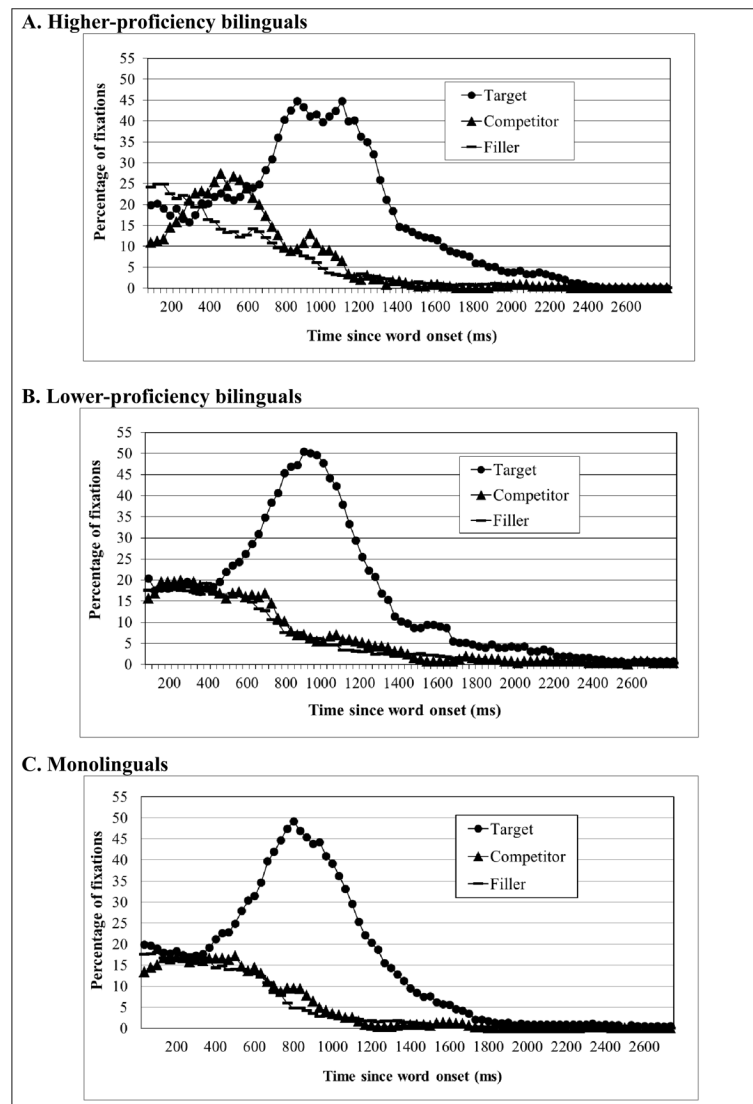 A. Higher-proficiency bilinguals
55
50
45
40
35
30
25
20
15
10
5
0
Percentage of fixations
Target
Competitor
Filler
200 400 600 800 1000 1200 1400 1600 1800 2000 2200 2400 2600
Time since word onset (ms)
B. Lower-proficiency bilinguals
55
50
45
40
35
30
25
20
15
10
5
0
Percentage of fixations
Target
Competitor
Filler
200 400 600 800 1000 1200 1400 1600 1800 2000 2200 2400 2600
Time since word onset (ms)
C. Monolinguals
55
50
45
40
35
30
25
20
15
10
5
0
Percentage of fixations
Target
Competitor
Filler
200 400 600 800 1000 1200 1400 1600 1800 2000 2200 2400 2600
Time since word onset (ms)